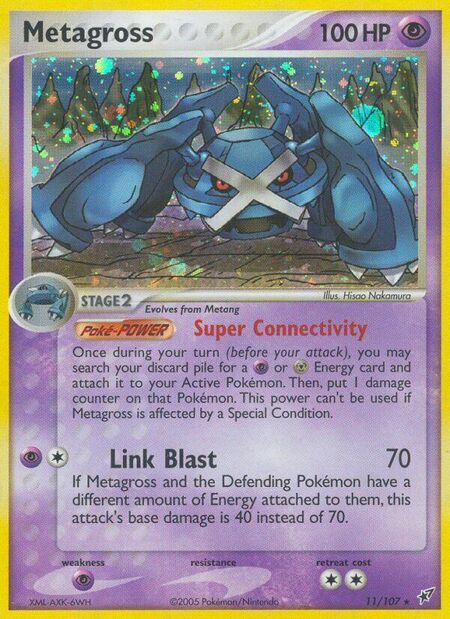 Metagross 100 HP
Illus. Hisao Nakamura
STAGE2
Evolves from Metang
Poké-POWER Super Connectivity
Once during your turn (before your attack), you may
search your discard pile for a or Energy card and
attach it to your Active Pokémon. Then, put 1 damage
counter on that Pokémon. This power can't be used if
Metagross is affected by a Special Condition.
Link Blast 70
If Metagross and the Defending Pokémon have a
different amount of Energy attached to them, this
attack's base damage is 40 instead of 70.
weakness resistance retreat cost
XML-AXK-6WH ©2005 Pokémon/Nintendo 11/107 ★